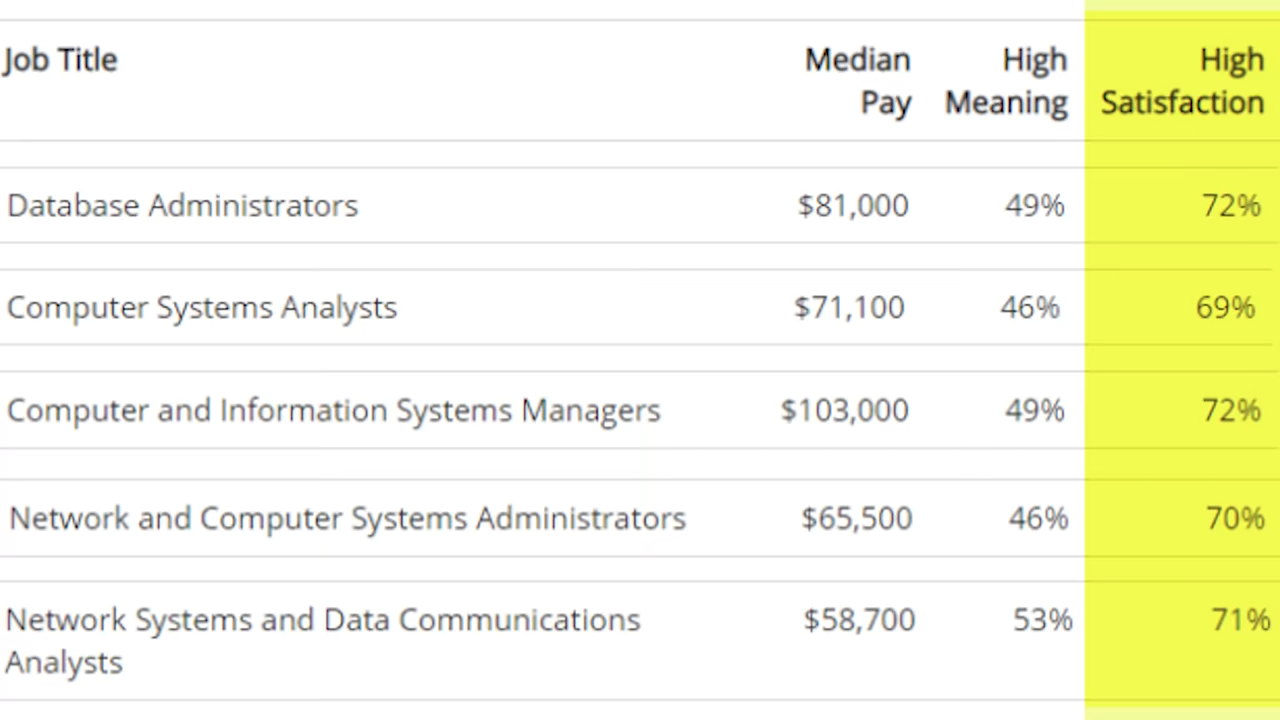 Job Title Median Pay High Meaning High Satisfaction
Database Administrators $81,000 49% 72%
Computer Systems Analysts $71,100 46% 69%
Computer and Information Systems Managers $103,000 49% 72%
Network and Computer Systems Administrators $65,500 46% 70%
Network Systems and Data Communications $58,700 53% 71%
Analysts